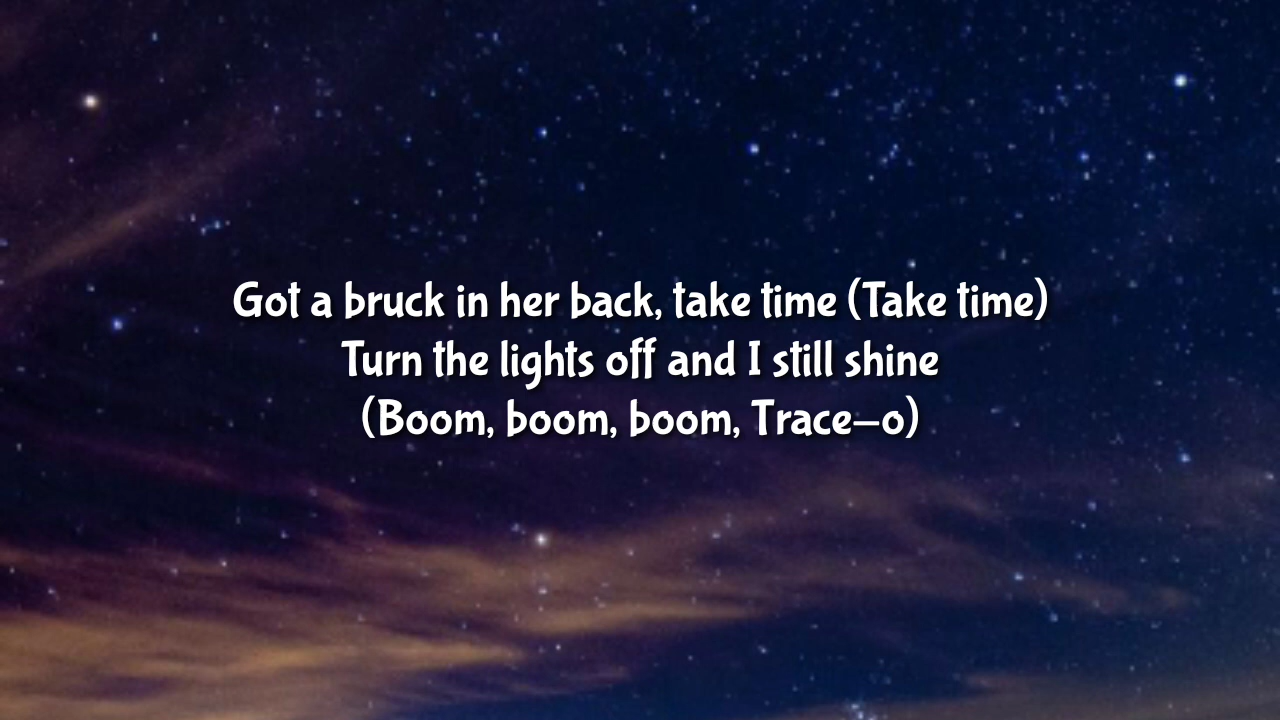 Got a bruck in her back, take time (Take time)
Turn the lights off and I still shine
(Boom, boom, boom, Trace-o)